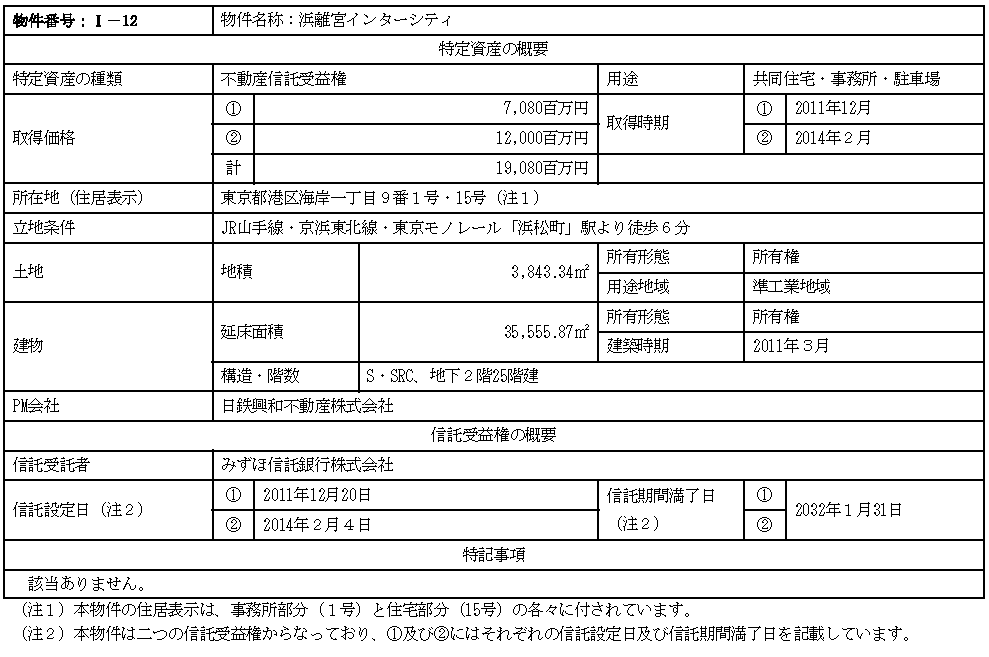 物件番号：Ⅰ－12 物件名称：浜離宮インターシティ
特定資産の概要
特定資産の種類 不動産信託受益権 用途 共同住宅・事務所・駐車場
取得価格 ① 7,080百万円 取得時期 ① 2011年12月
② 12,000百万円 ② 2014年２月
計 19,080百万円
所在地（住居表示） 東京都港区海岸一丁目９番１号・15号（注１）
立地条件 JR山手線・京浜東北線・東京モノレール「浜松町」駅より徒歩６分
土地 地積 3,843.34㎡ 所有形態 所有権
用途地域 準工業地域
建物 延床面積 35,555.87㎡ 所有形態 所有権
建築時期 2011年３月
構造・階数 S・SRC、地下２階25階建
PM会社 日鉄興和不動産株式会社
信託受益権の概要
信託受託者 みずほ信託銀行株式会社
信託設定日（注２） ① 2011年12月20日 信託期間満了日（注２） ① 2032年１月31日
② 2014年２月４日 ②
特記事項
該当ありません。
（注１）本物件の住居表示は、事務所部分（１号）と住宅部分（15号）の各々に付されています。
（注２）本物件は二つの信託受益権からなっており、①及び②にはそれぞれの信託設定日及び信託期間満了日を記載しています。